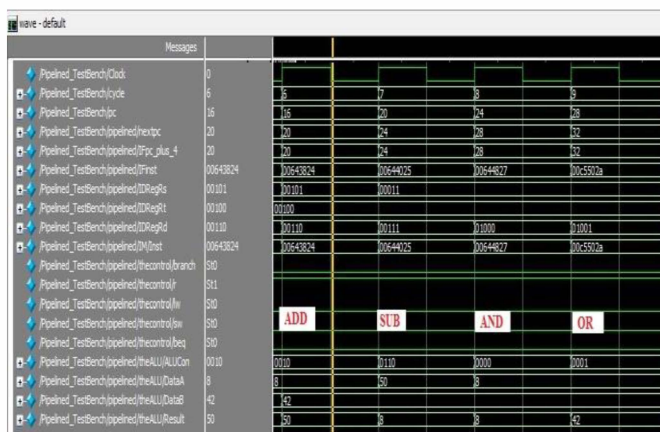 wave - default
Messages
/Pipelined_TestBench/Clock 0
/Pipelined_TestBench/cycle 6 6 7 8 9
/Pipelined_TestBench/pc 16 16 20 24 28
/Pipelined_TestBench/pipelined/nextpc 20 20 24 28 32
/Pipelined_TestBench/pipelined/IFpc_plus_4 20 20 24 28 32
/Pipelined_TestBench/pipelined/IFinst 00643824 00643824 00644025 00644827 00c5502a
/Pipelined_TestBench/pipelined/IDRegRs 00101 00101 00011
/Pipelined_TestBench/pipelined/IDRegRt 00100 00100
/Pipelined_TestBench/pipelined/IDRegRd 00110 00110 00111 01000 01001
/Pipelined_TestBench/pipelined/IM/Inst 00643824 00643824 00644025 00644827 00c5502a
/Pipelined_TestBench/pipelined/thecontrol/branch St0
/Pipelined_TestBench/pipelined/thecontrol/r St1
/Pipelined_TestBench/pipelined/thecontrol/lw St0
/Pipelined_TestBench/pipelined/thecontrol/sw St0 ADD SUB AND OR
/Pipelined_TestBench/pipelined/thecontrol/beq St0
/Pipelined_TestBench/pipelined/theALU/ALUCon 0010 0010 0110 0000 0001
/Pipelined_TestBench/pipelined/theALU/DataA 8 8 50 8
/Pipelined_TestBench/pipelined/theALU/DataB 42 42
/Pipelined_TestBench/pipelined/theALU/Result 50 50 8 8 42